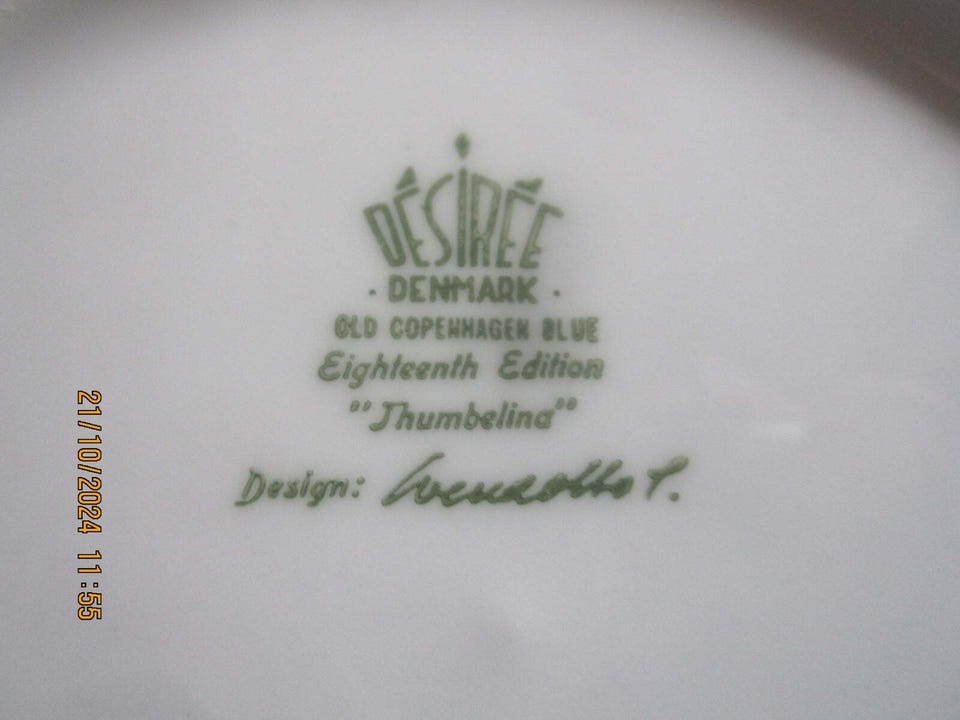 DÉSIRÉE
· DENMARK ·
OLD COPENHAGEN BLUE
Eighteenth Edition
"Thumbelina"
Design:
21/10/2024 11:55